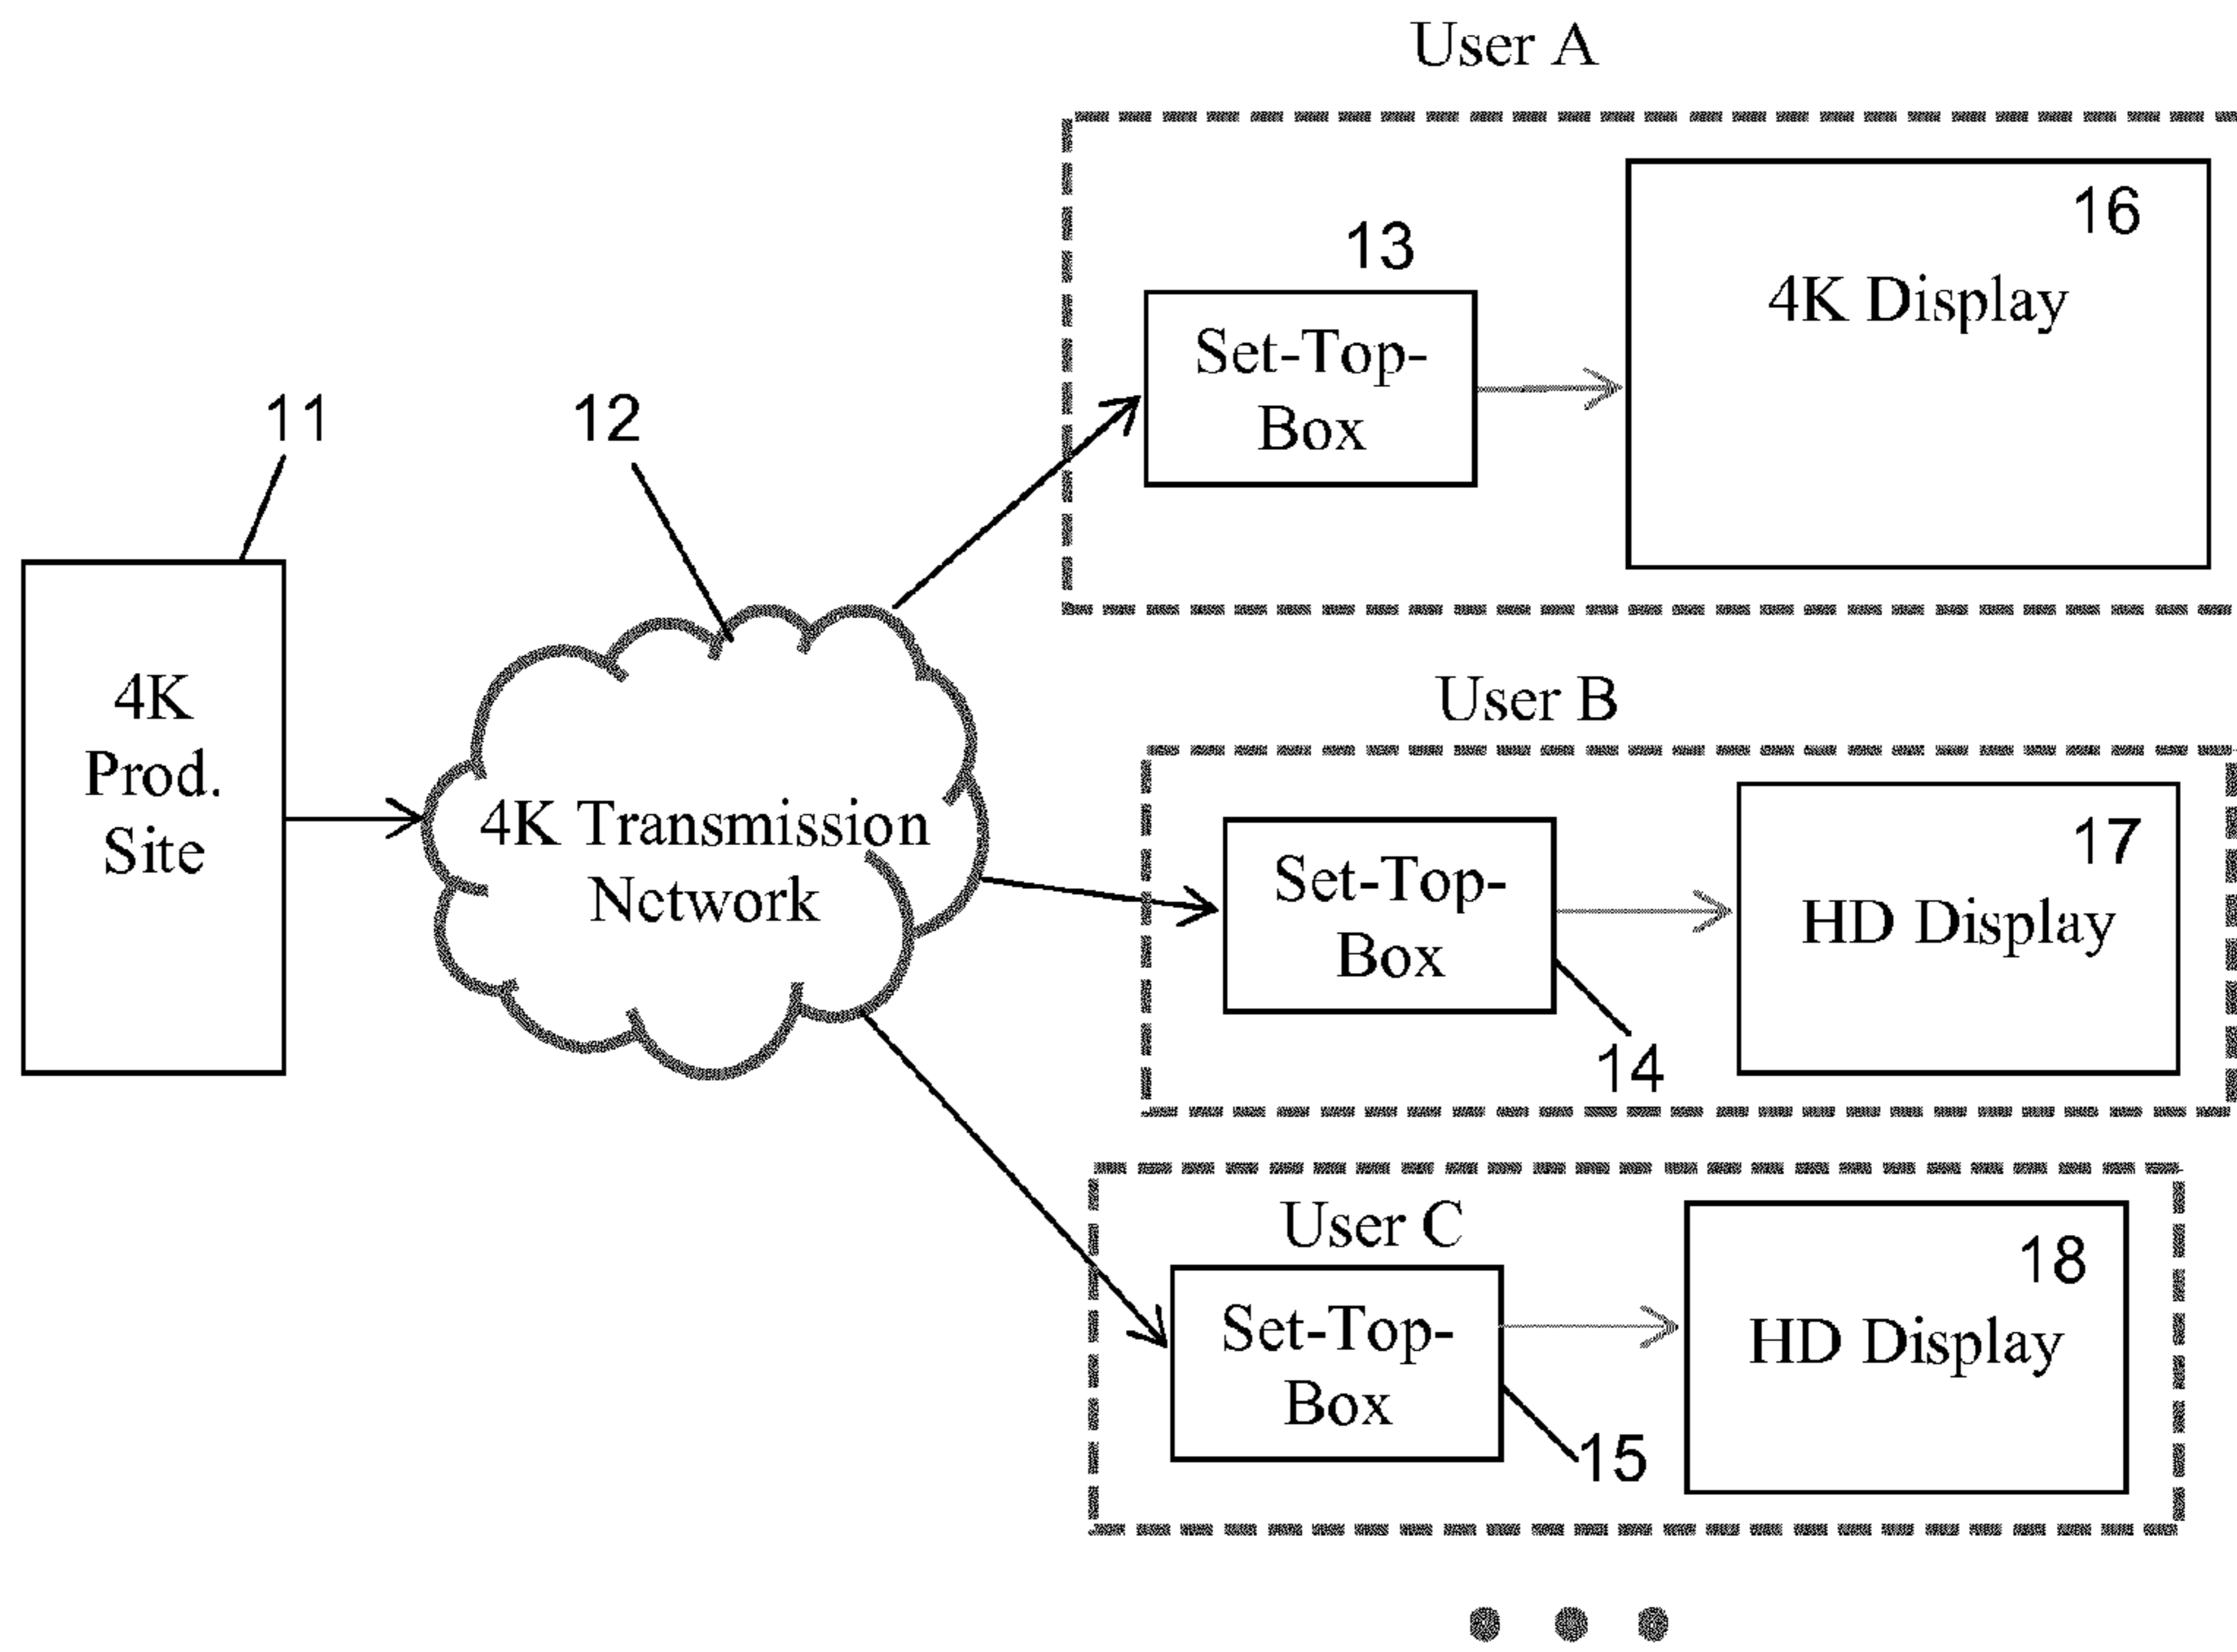 User A
16
4K Display
13
Set-Top-
Box
11
12
4K
Prod.
Site
4K Transmission
Network
User B
17
HD Display
Set-Top-
Box
14
User C
18
HD Display
Set-Top-
Box
15